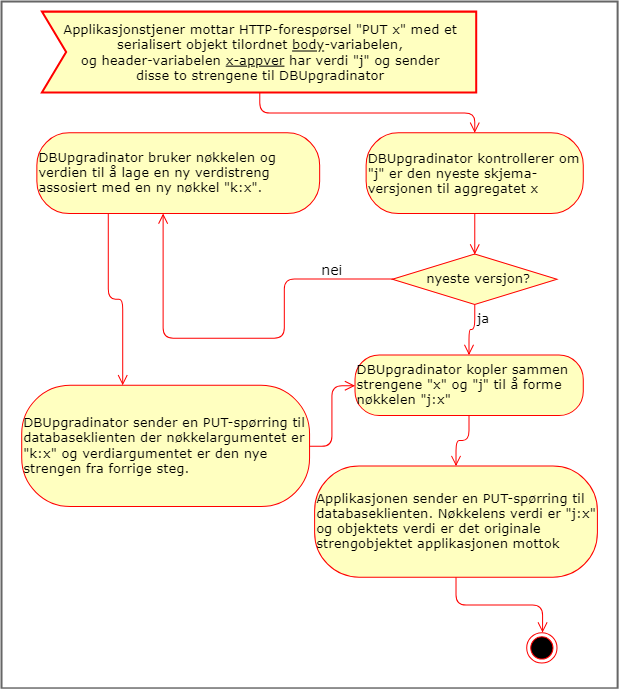 Applikasjonstjener mottar HTTP-forespørsel "PUT x" med et
serialisert objekt tilordnet body-variabelen,
og header-variabelen x-appver har verdi "j" og sender
disse to strengene til DBUpgradinator
DBUpgradinator bruker nøkkelen og
verdien til å lage en ny verdistreng
assosiert med en ny nøkkel "k:x".
DBUpgradinator kontrollerer om
"j" er den nyeste skjema-
versjonen til aggregatet x
nei
nyeste versjon?
ja
DBUpgradinator kopler sammen
strengene "x" og "j" til å forme
nøkkelen "j:x"
DBUpgradinator sender en PUT-spørring til
databaseklienten der nøkkelargumentet er
"k:x" og verdiargumentet er den nye
strengen fra forrige steg.
Applikasjonen sender en PUT-spørring til
databaseklienten. Nøkkelens verdi er "j:x"
og objektets verdi er det originale
strengobjektet applikasjonen mottok